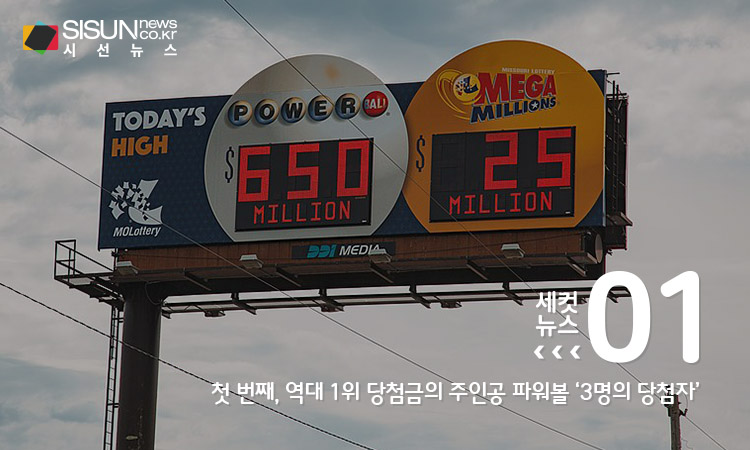 SISUN news
co.kr
시선뉴스
TODAY'S
HIGH
MOLottery
POWERBALL
$650
MILLION
MISSOURI LOTTERY
MEGA
MILLIONS
$25
MILLION
DDI MEDIA
세컷
뉴스
01
첫 번째, 역대 1위 당첨금의 주인공 파워볼 ‘3명의 당첨자’